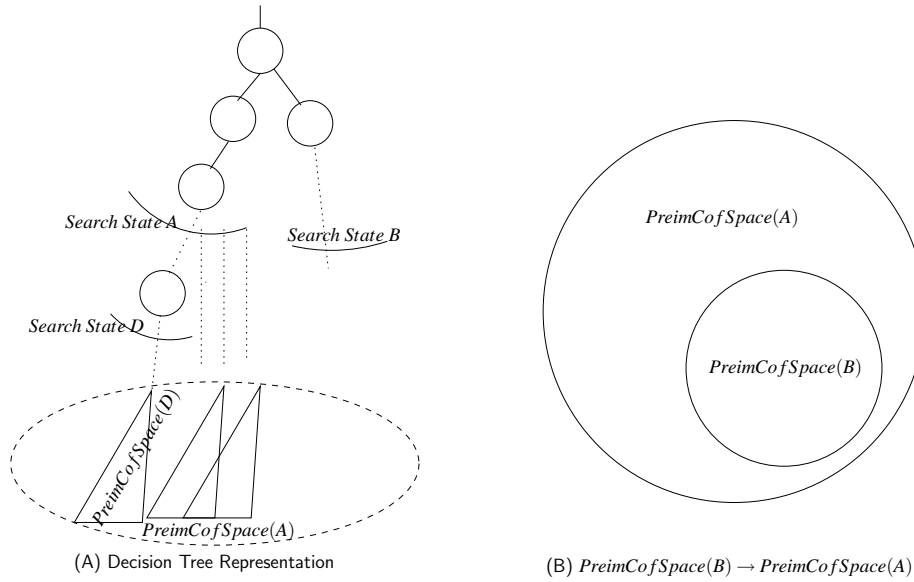 Search State A
Search State B
Search State D
PreimCofSpace(D)
PreimCofSpace(A)
(A) Decision Tree Representation
PreimCofSpace(A)
PreimCofSpace(B)
(B) PreimCofSpace(B) → PreimCofSpace(A)